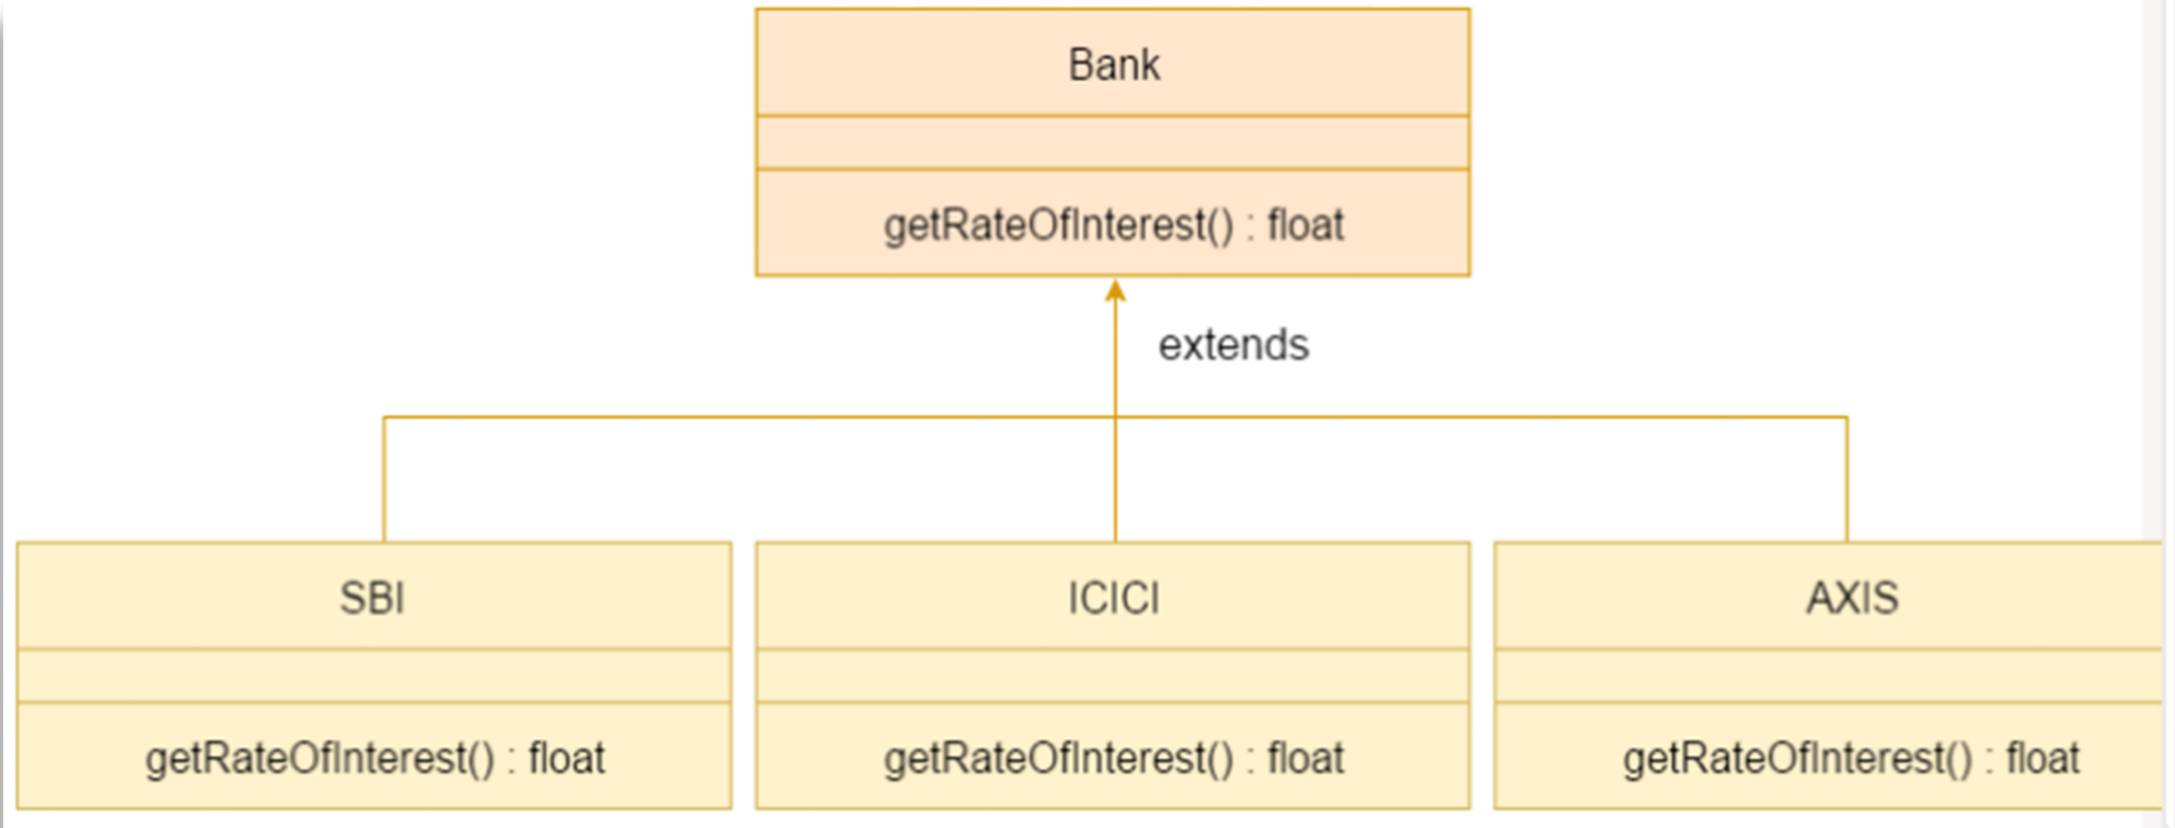 Bank
getRateOfInterest() : float
extends
SBI
ICICI
AXIS
getRateOfInterest() : float
getRateOfInterest() : float
getRateOfInterest() : float